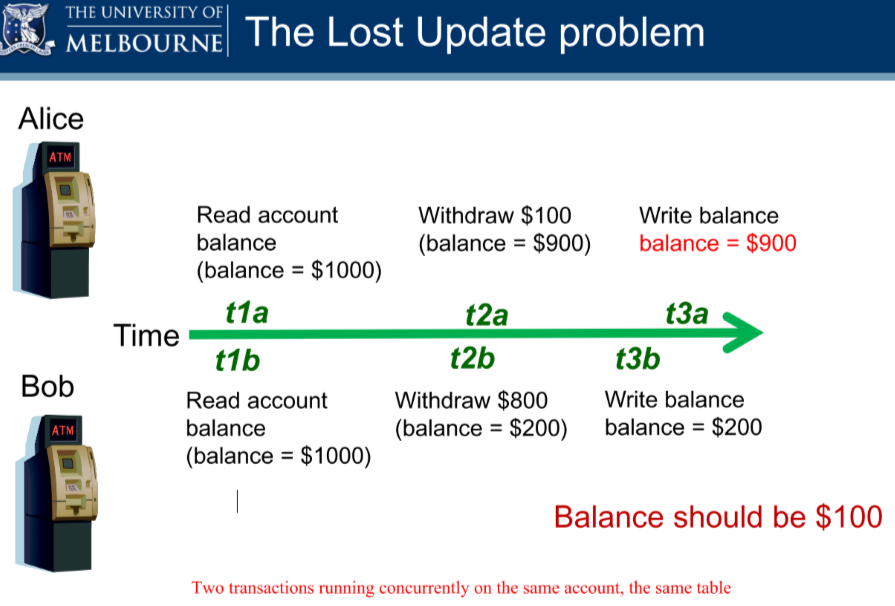 THE UNIVERSITY OF
MELBOURNE
The Lost Update problem
Alice
ATM
Read account
balance
(balance = $1000)
Withdraw $100
(balance = $900)
Write balance
balance = $900
t1a
t2a
t3a
Time
t1b
t2b
t3b
Bob
ATM
Read account
balance
(balance = $1000)
Withdraw $800
(balance = $200)
Write balance
balance = $200
Balance should be $100
Two transactions running concurrently on the same account, the same table